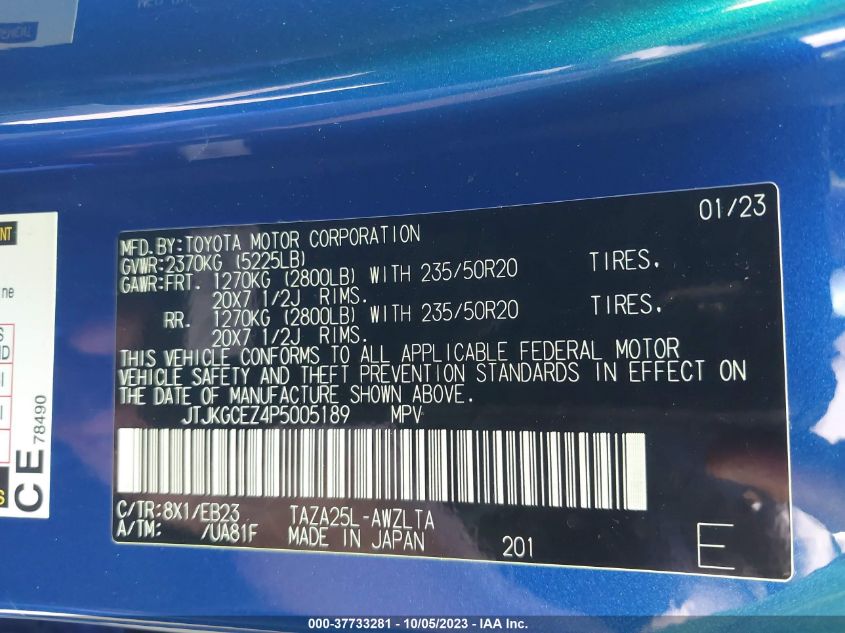 01/23
MFD.BY:TOYOTA MOTOR CORPORATION
GVWR:2370KG (5225LB)
GAWR:FRT. 1270KG (2800LB) WITH 235/50R20 TIRES.
20X7 1/2J RIMS.
RR. 1270KG (2800LB) WITH 235/50R20 TIRES.
20X7 1/2J RIMS.
THIS VEHICLE CONFORMS TO ALL APPLICABLE FEDERAL MOTOR
VEHICLE SAFETY AND THEFT PREVENTION STANDARDS IN EFFECT ON
THE DATE OF MANUFACTURE SHOWN ABOVE.
JTJKGCEZ4P5005189 MPV
C/TR:8X1/EB23 TAZA25L-AWZLTA
A/TM: /UA81F MADE IN JAPAN 201 E
CE 78490
000-37733281 - 10/05/2023 - IAA Inc.